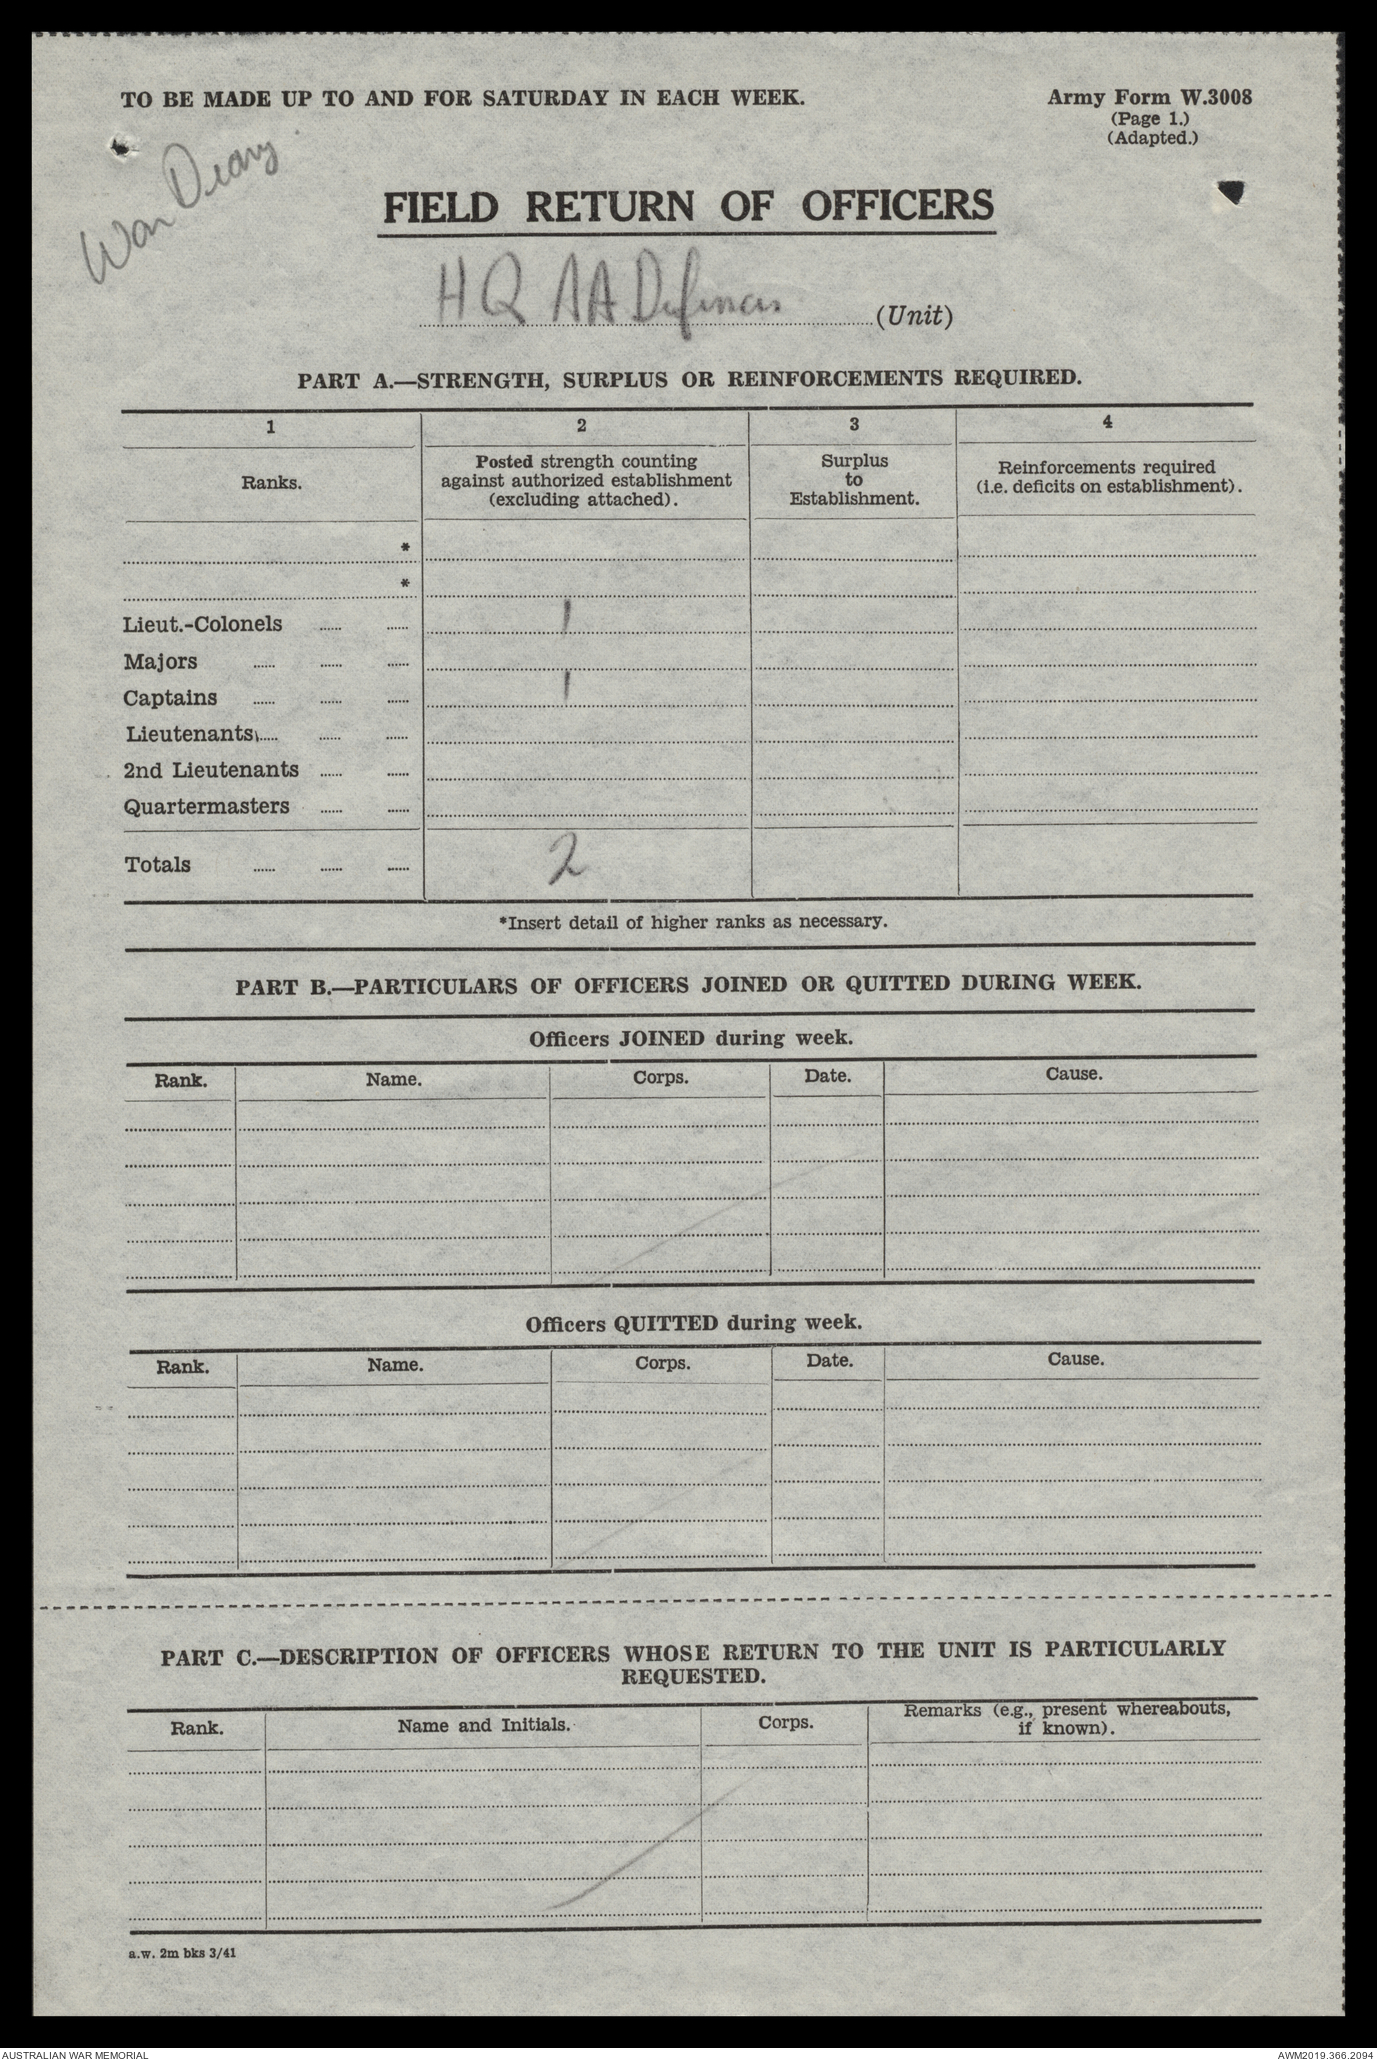 TO BE MADE UP TO AND FOR SATURDAY IN EACH WEEK.
Army Form W.3008
(Page 1.)
(Adapted.)
War Diary
FIELD RETURN OF OFFICERS
HQ AA Defences (Unit)
PART A.—STRENGTH, SURPLUS OR REINFORCEMENTS REQUIRED.
1 2 3 4
Ranks.
Posted strength counting
against authorized establishment
(excluding attached).
Surplus
to
Establishment.
Reinforcements required
(i.e. deficits on establishment).
*
*
Lieut.-Colonels 1
Majors
Captains 1
Lieutenants
2nd Lieutenants
Quartermasters
Totals 2
*Insert detail of higher ranks as necessary.
PART B.—PARTICULARS OF OFFICERS JOINED OR QUITTED DURING WEEK.
Officers JOINED during week.
Rank. Name. Corps. Date. Cause.
Officers QUITTED during week.
Rank. Name. Corps. Date. Cause.
PART C.—DESCRIPTION OF OFFICERS WHOSE RETURN TO THE UNIT IS PARTICULARLY
REQUESTED.
Rank. Name and Initials. Corps. Remarks (e.g., present whereabouts,
if known).
a.w. 2m bks 3/41
AUSTRALIAN WAR MEMORIAL
AWM2019.366.2094